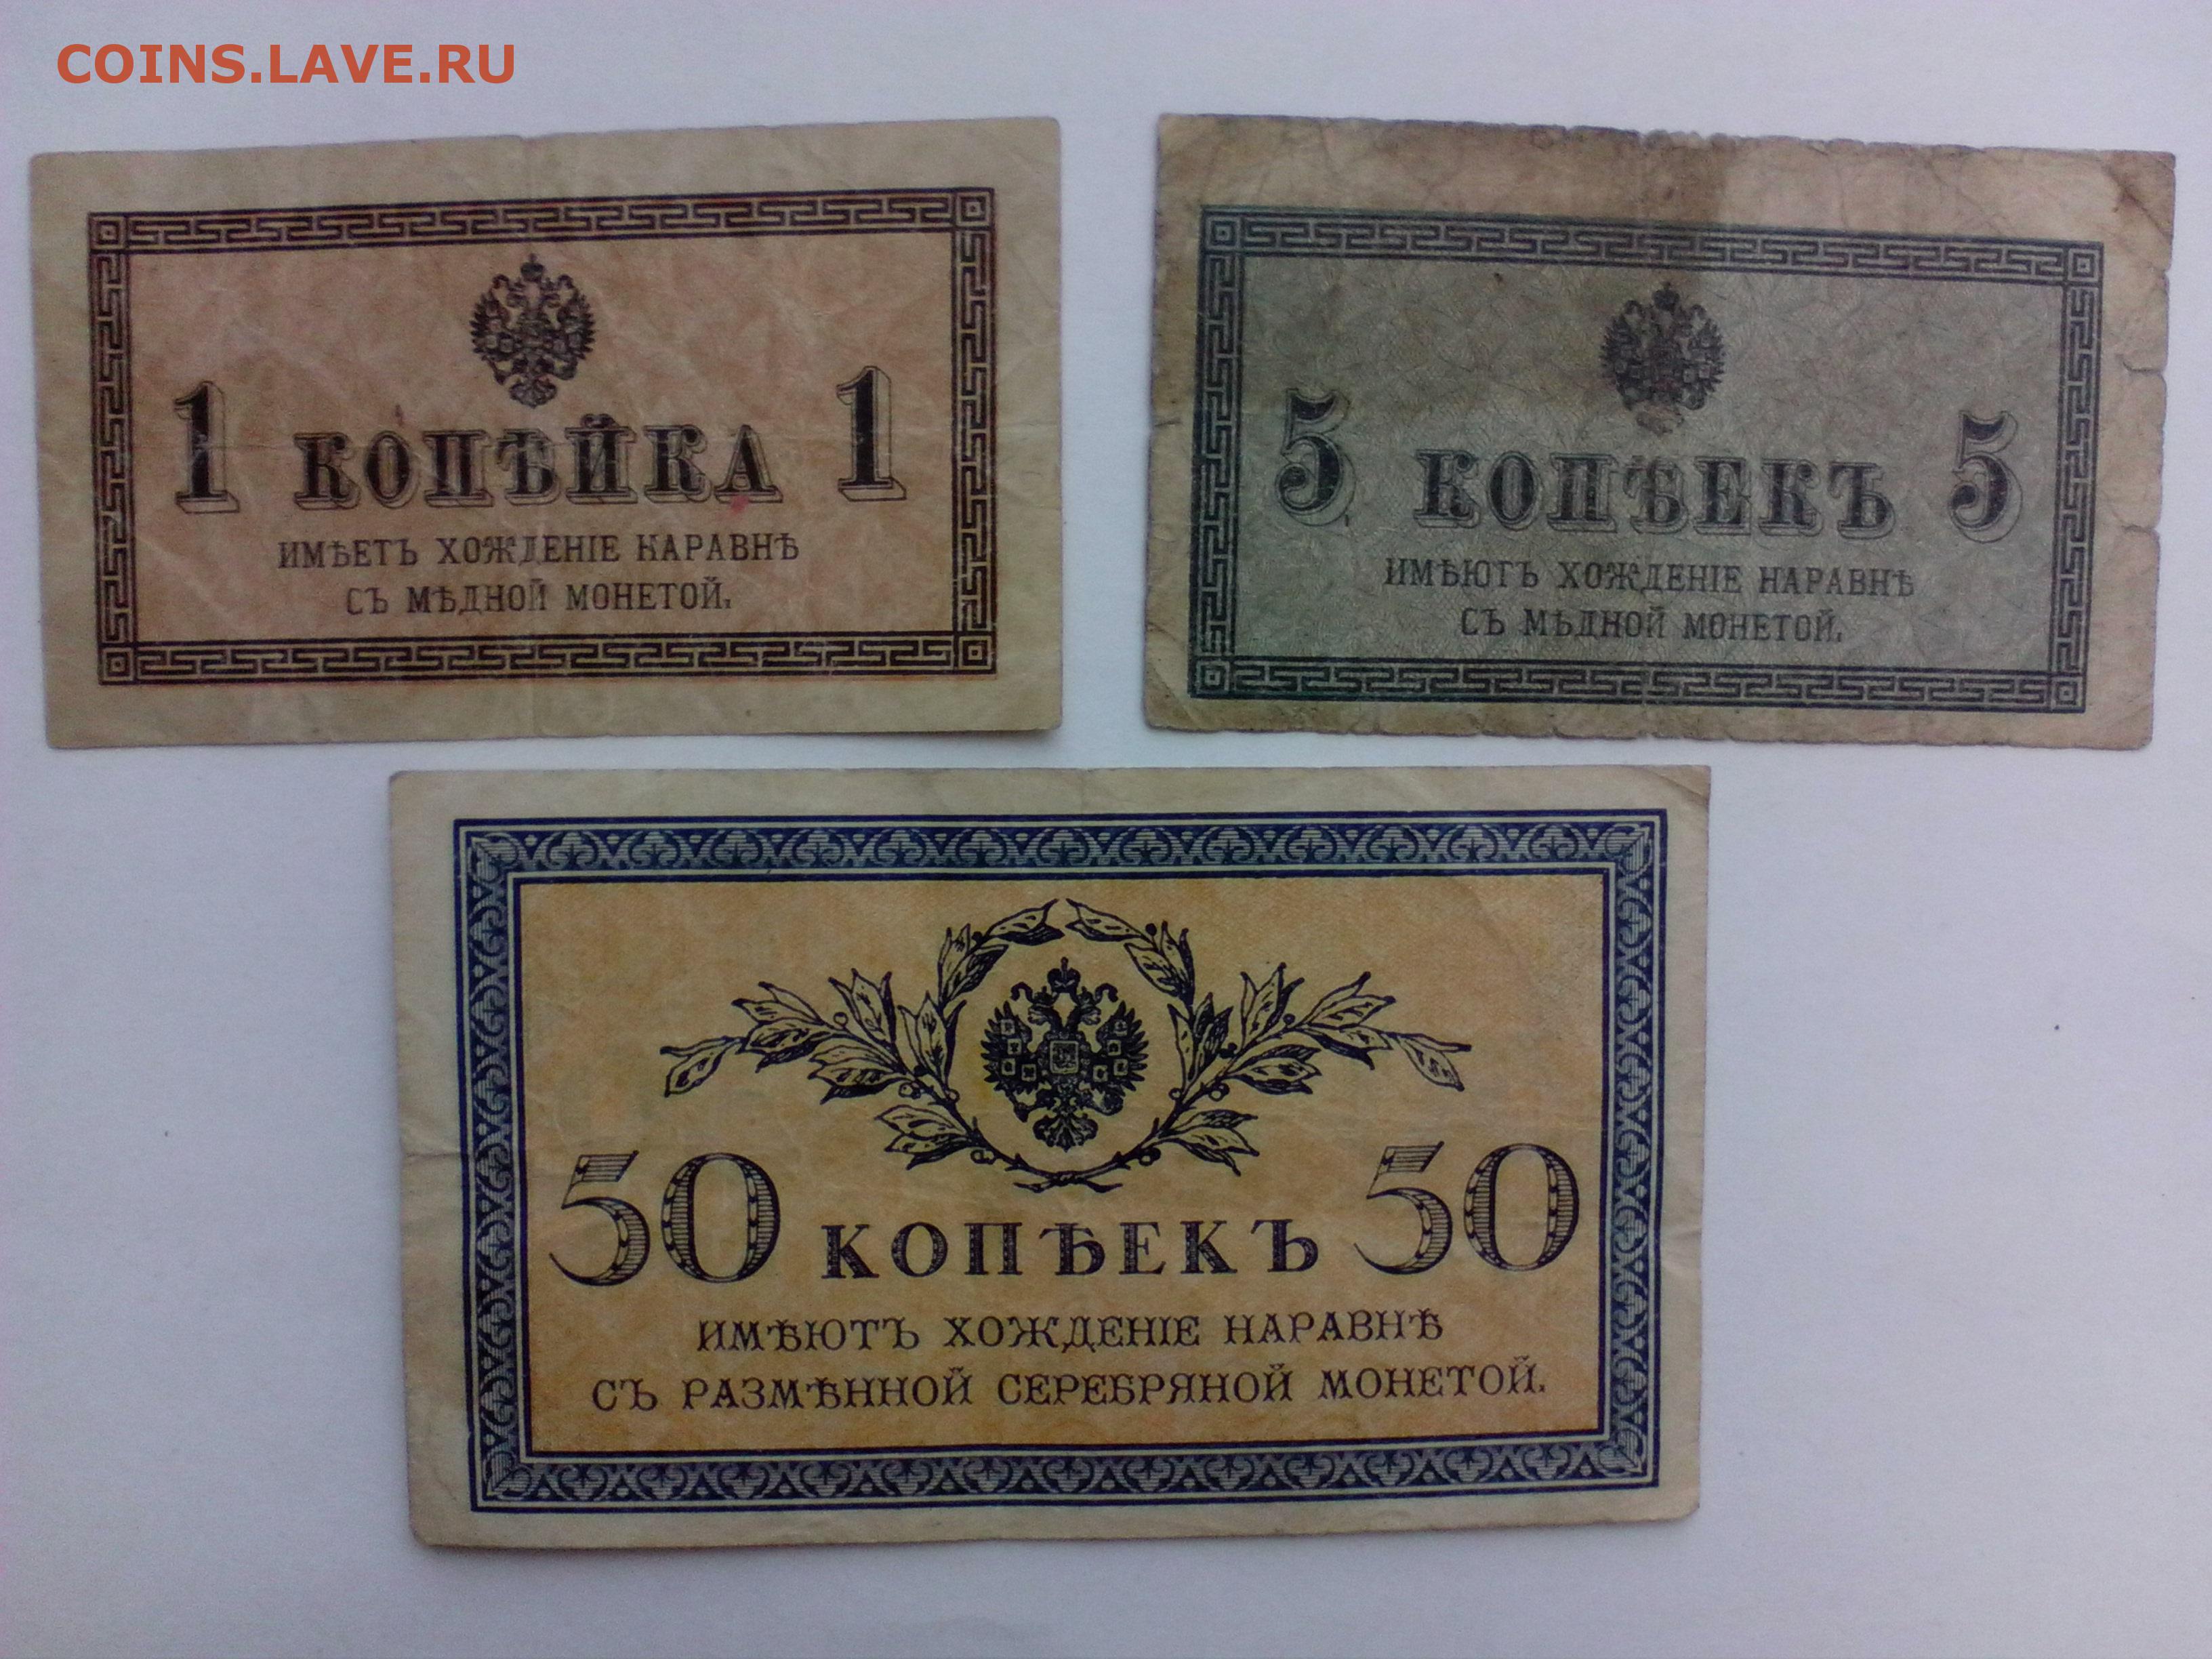 COINS.LAVE.RU
1 КОПѢЙКА 1
ИМѢЕТЪ ХОЖДЕНІЕ НАРАВНѢ
СЪ МѢДНОЙ МОНЕТОЙ.
5 КОПѢЕКЪ 5
ИМѢЮТЪ ХОЖДЕНІЕ НАРАВНѢ
СЪ МѢДНОЙ МОНЕТОЙ.
50 КОПѢЕКЪ 50
ИМѢЮТЪ ХОЖДЕНІЕ НАРАВНѢ
СЪ РАЗМѢННОЙ СЕРЕБРЯНОЙ МОНЕТОЙ.